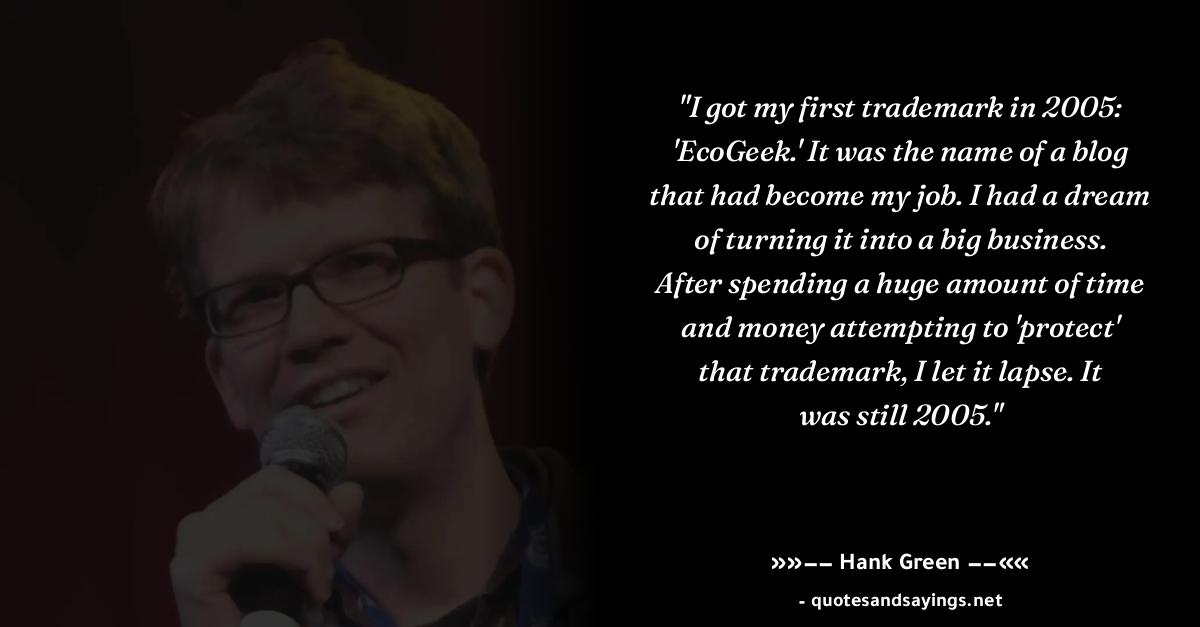 "I got my first trademark in 2005:
'EcoGeek.' It was the name of a blog
that had become my job. I had a dream
of turning it into a big business.
After spending a huge amount of time
and money attempting to 'protect'
that trademark, I let it lapse. It
was still 2005."
»»–– Hank Green ––««
- quotesandsayings.net